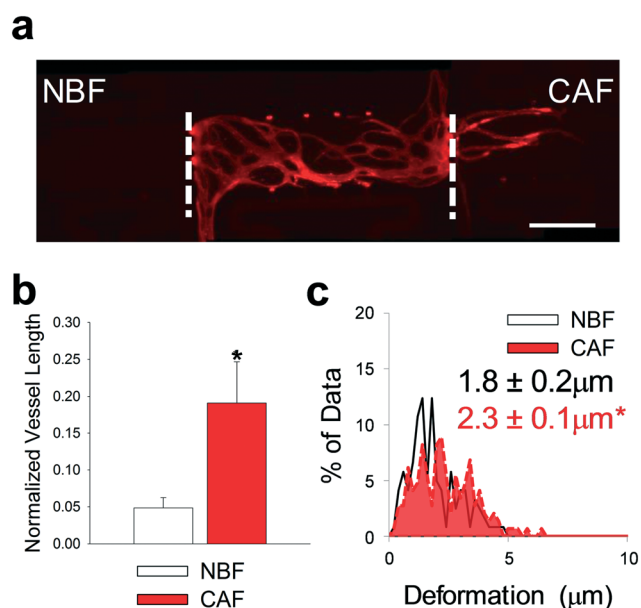 a
NBF CAF
b
Normalized Vessel Length
0.30
0.25
0.20
0.15
0.10
0.05
0.00
*
NBF
CAF
c
% of Data
20
15
10
5
0
NBF
CAF
1.8 ± 0.2μm
2.3 ± 0.1μm*
0 5 10
Deformation (μm)